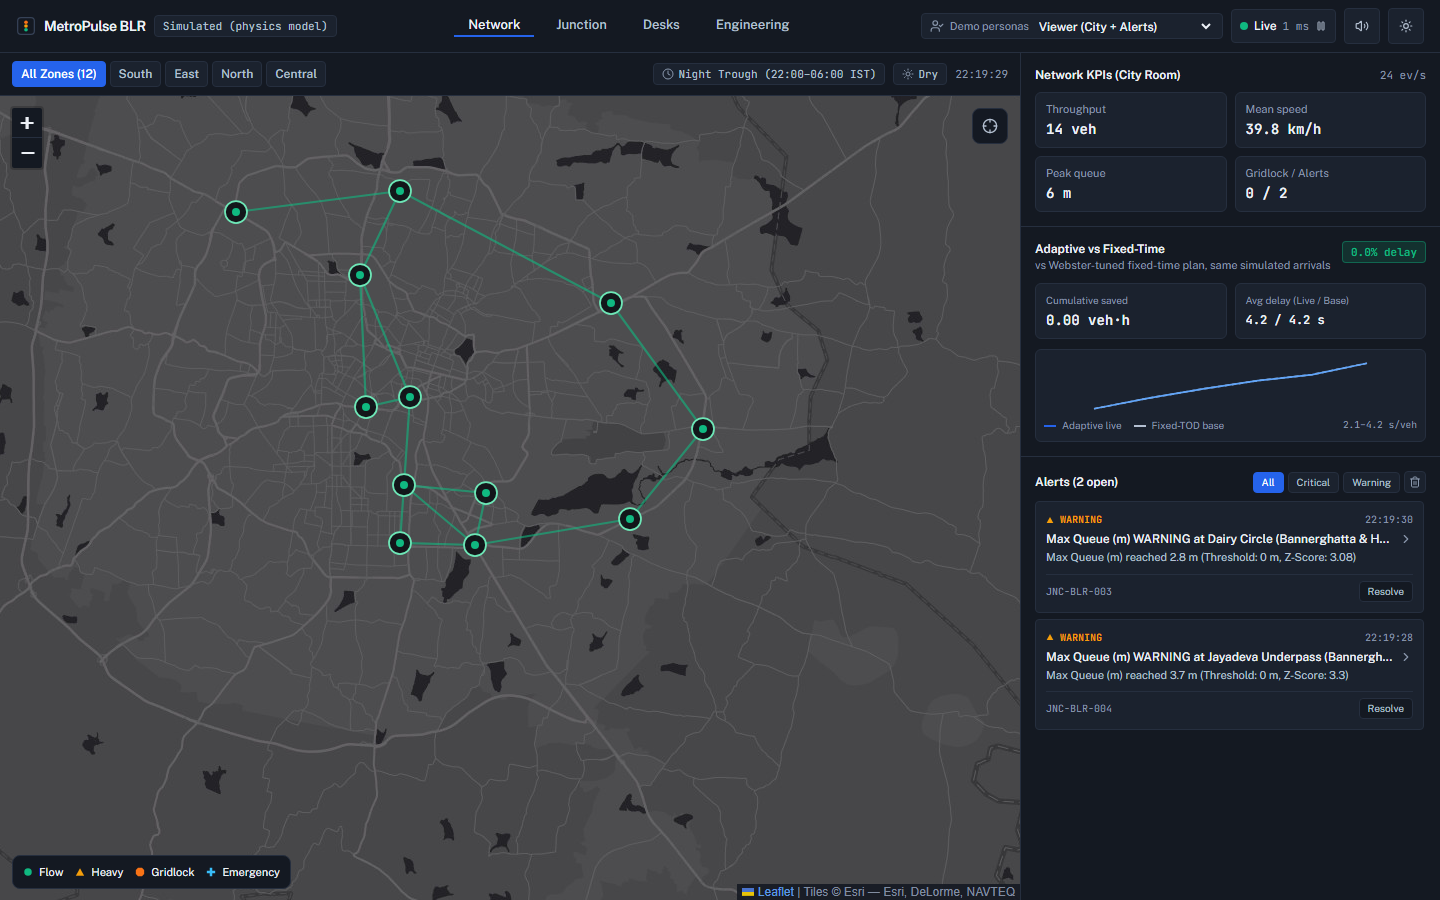 MetroPulse BLR
Simulated (physics model)
Network
Junction
Desks
Engineering
Demo personas
Viewer (City + Alerts)
Live 1 ms
All Zones (12)
South
East
North
Central
Night Trough (22:00–06:00 IST)
Dry
22:19:29
+
−
Flow
Heavy
Gridlock
Emergency
Leaflet | Tiles © Esri — Esri, DeLorme, NAVTEQ
Network KPIs (City Room)
24 ev/s
Throughput
14 veh
Mean speed
39.8 km/h
Peak queue
6 m
Gridlock / Alerts
0 / 2
Adaptive vs Fixed-Time
vs Webster-tuned fixed-time plan, same simulated arrivals
0.0% delay
Cumulative saved
0.00 veh·h
Avg delay (Live / Base)
4.2 / 4.2 s
Adaptive live
Fixed-TOD base
2.1–4.2 s/veh
Alerts (2 open)
All
Critical
Warning
WARNING
22:19:30
Max Queue (m) WARNING at Dairy Circle (Bannerghatta & H...
Max Queue (m) reached 2.8 m (Threshold: 0 m, Z-Score: 3.08)
JNC-BLR-003
Resolve
WARNING
22:19:28
Max Queue (m) WARNING at Jayadeva Underpass (Bannergh...
Max Queue (m) reached 3.7 m (Threshold: 0 m, Z-Score: 3.3)
JNC-BLR-004
Resolve